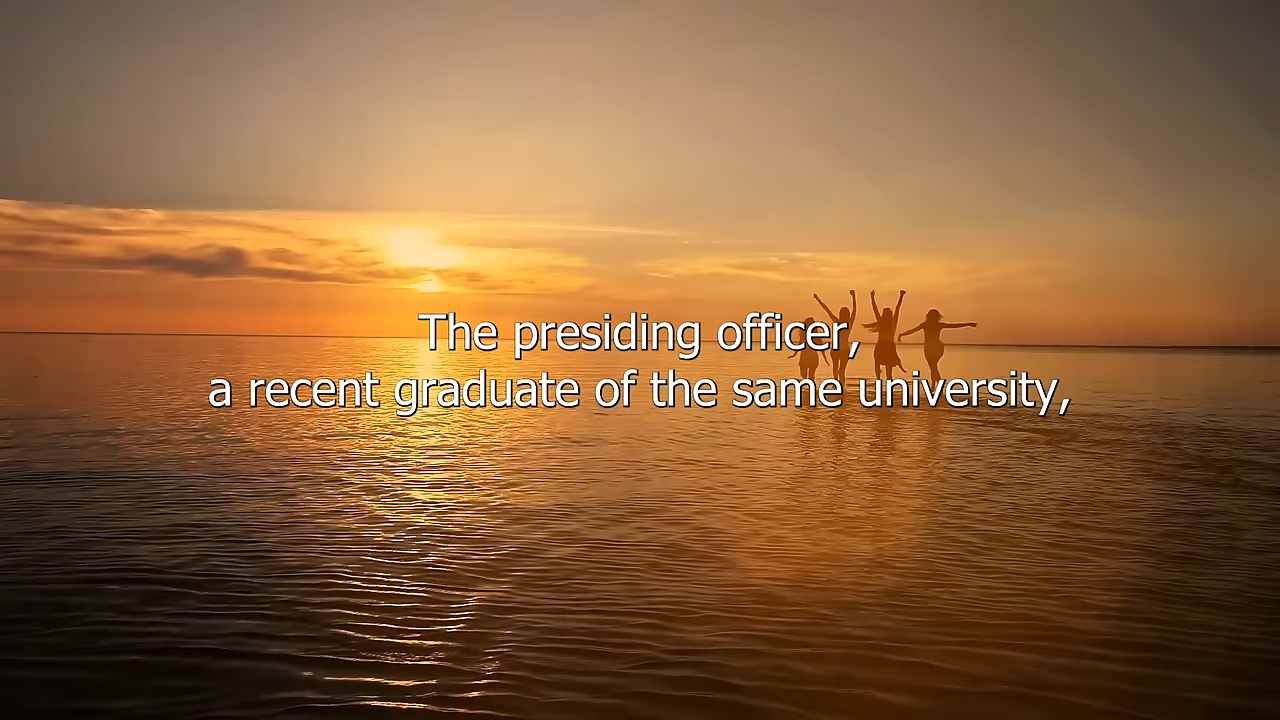 The presiding officer,
a recent graduate of the same university,